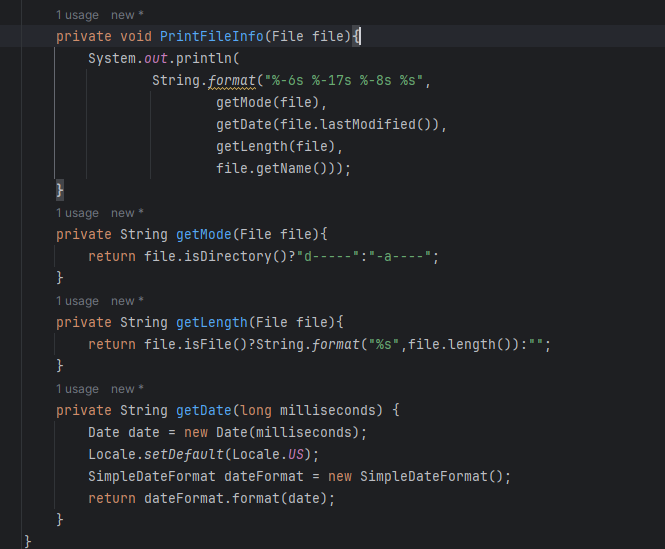 1 usage new *
private void PrintFileInfo(File file){
System.out.println(
String.format("%-6s %-17s %-8s %s",
getMode(file),
getDate(file.lastModified()),
getLength(file),
file.getName()));
}
1 usage new *
private String getMode(File file){
return file.isDirectory()?"d-----":"-a----";
}
1 usage new *
private String getLength(File file){
return file.isFile()?String.format("%s",file.length()):"";
}
1 usage new *
private String getDate(long milliseconds) {
Date date = new Date(milliseconds);
Locale.setDefault(Locale.US);
SimpleDateFormat dateFormat = new SimpleDateFormat();
return dateFormat.format(date);
}
}